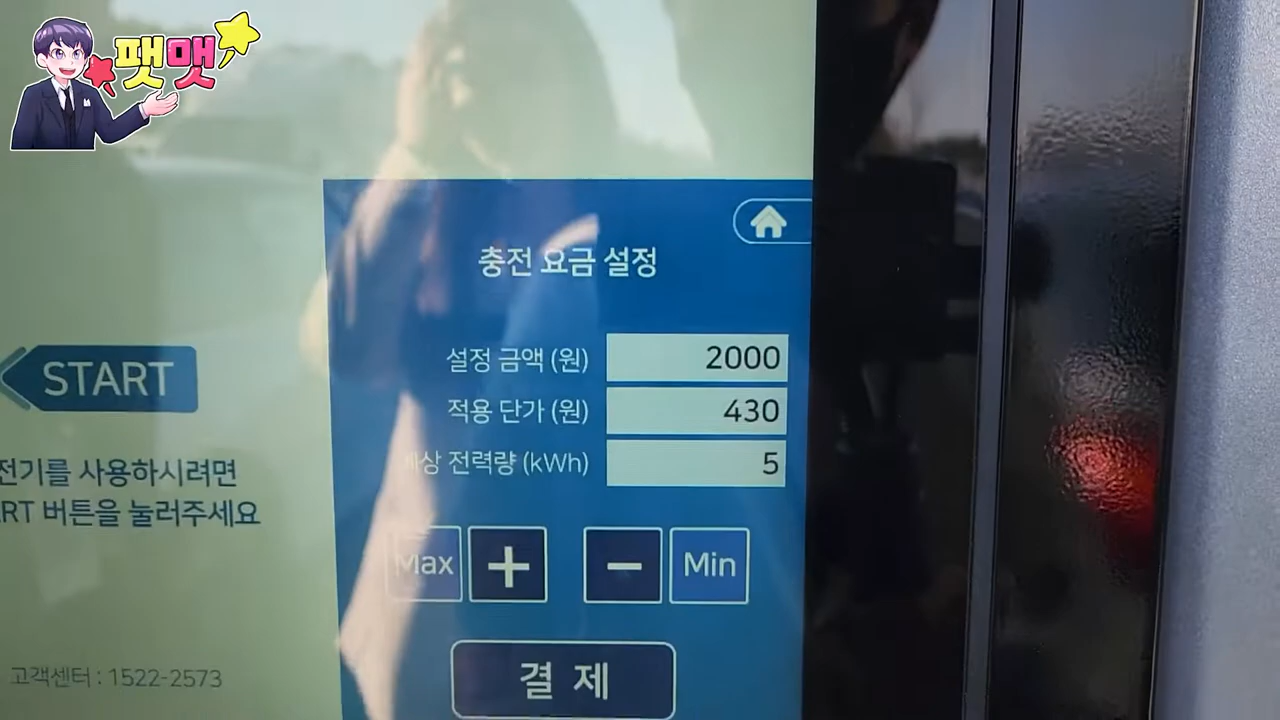 팻맷
충전 요금 설정
설정 금액 (원) 2000
적용 단가 (원) 430
상 전력량 (kWh) 5
Max + − Min
결 제
START
전기를 사용하시려면
RT 버튼을 눌러주세요
고객센터 : 1522-2573